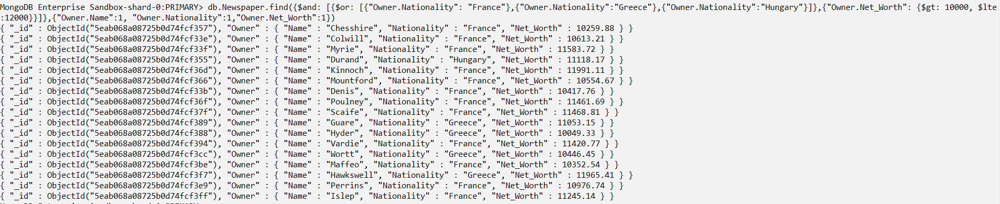 MongoDB Enterprise Sandbox-shard-0:PRIMARY> db.Newspaper.find({$and: [{$or: [{"Owner.Nationality": "France"},{"Owner.Nationality":"Greece"},{"Owner.Nationality":"Hungary"}]},{"Owner.Net_Worth": {$gt: 10000, $lte
:12000}}]},{"Owner.Name":1, "Owner.Nationality":1,"Owner.Net_Worth":1})
{ "_id" : ObjectId("5eab068a08725b0d74fcf357"), "Owner" : { "Name" : "Chesshire", "Nationality" : "France", "Net_Worth" : 10259.88 } }
{ "_id" : ObjectId("5eab068a08725b0d74fcf33e"), "Owner" : { "Name" : "Colwill", "Nationality" : "France", "Net_Worth" : 10613.21 } }
{ "_id" : ObjectId("5eab068a08725b0d74fcf33f"), "Owner" : { "Name" : "Myrie", "Nationality" : "France", "Net_Worth" : 11583.72 } }
{ "_id" : ObjectId("5eab068a08725b0d74fcf355"), "Owner" : { "Name" : "Durand", "Nationality" : "Hungary", "Net_Worth" : 11118.17 } }
{ "_id" : ObjectId("5eab068a08725b0d74fcf36d"), "Owner" : { "Name" : "Kinnoch", "Nationality" : "France", "Net_Worth" : 11991.11 } }
{ "_id" : ObjectId("5eab068a08725b0d74fcf366"), "Owner" : { "Name" : "Mountford", "Nationality" : "France", "Net_Worth" : 10554.67 } }
{ "_id" : ObjectId("5eab068a08725b0d74fcf33b"), "Owner" : { "Name" : "Denis", "Nationality" : "France", "Net_Worth" : 10417.76 } }
{ "_id" : ObjectId("5eab068a08725b0d74fcf36f"), "Owner" : { "Name" : "Poulney", "Nationality" : "France", "Net_Worth" : 11461.69 } }
{ "_id" : ObjectId("5eab068a08725b0d74fcf37f"), "Owner" : { "Name" : "Scaife", "Nationality" : "France", "Net_Worth" : 11468.81 } }
{ "_id" : ObjectId("5eab068a08725b0d74fcf389"), "Owner" : { "Name" : "Guare", "Nationality" : "Greece", "Net_Worth" : 11053.15 } }
{ "_id" : ObjectId("5eab068a08725b0d74fcf388"), "Owner" : { "Name" : "Hyder", "Nationality" : "Greece", "Net_Worth" : 10049.33 } }
{ "_id" : ObjectId("5eab068a08725b0d74fcf394"), "Owner" : { "Name" : "Vardie", "Nationality" : "France", "Net_Worth" : 11420.77 } }
{ "_id" : ObjectId("5eab068a08725b0d74fcf3cc"), "Owner" : { "Name" : "Wortt", "Nationality" : "Greece", "Net_Worth" : 10446.45 } }
{ "_id" : ObjectId("5eab068a08725b0d74fcf3be"), "Owner" : { "Name" : "Maffeo", "Nationality" : "France", "Net_Worth" : 10352.54 } }
{ "_id" : ObjectId("5eab068a08725b0d74fcf3f7"), "Owner" : { "Name" : "Hawkswell", "Nationality" : "Greece", "Net_Worth" : 11965.41 } }
{ "_id" : ObjectId("5eab068a08725b0d74fcf3e9"), "Owner" : { "Name" : "Perrins", "Nationality" : "France", "Net_Worth" : 10976.74 } }
{ "_id" : ObjectId("5eab068a08725b0d74fcf3ff"), "Owner" : { "Name" : "Islep", "Nationality" : "France", "Net_Worth" : 11245.14 } }